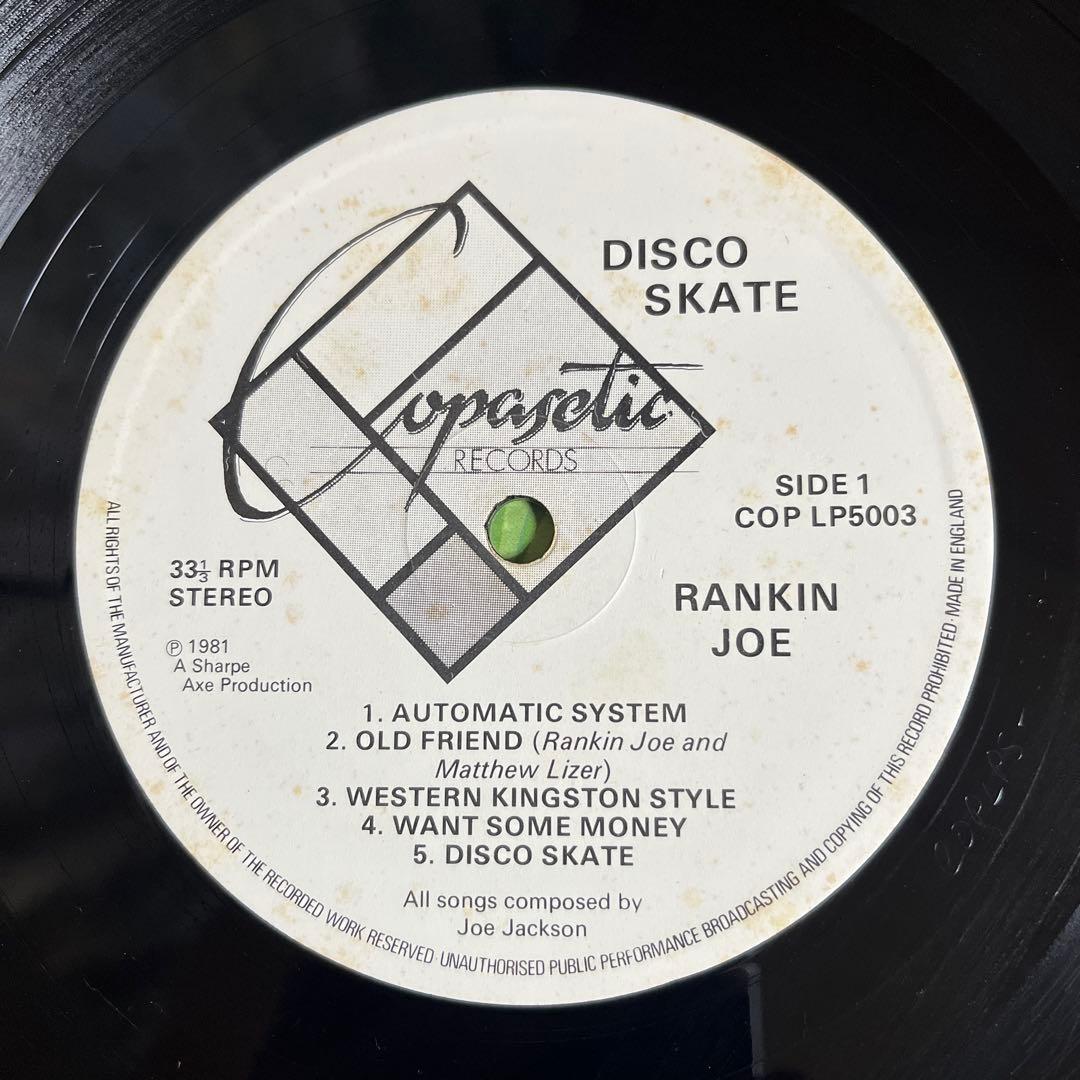 DISCO
SKATE
Copasetic
RECORDS
SIDE 1
COP LP5003
33⅓ RPM
STEREO
RANKIN
JOE
℗ 1981
A Sharpe
Axe Production
1. AUTOMATIC SYSTEM
2. OLD FRIEND (Rankin Joe and
Matthew Lizer)
3. WESTERN KINGSTON STYLE
4. WANT SOME MONEY
5. DISCO SKATE
All songs composed by
Joe Jackson
ALL RIGHTS OF THE MANUFACTURER AND OF THE OWNER OF THE RECORDED WORK RESERVED · UNAUTHORISED PUBLIC PERFORMANCE BROADCASTING AND COPYING OF THIS RECORD PROHIBITED · MADE IN ENGLAND